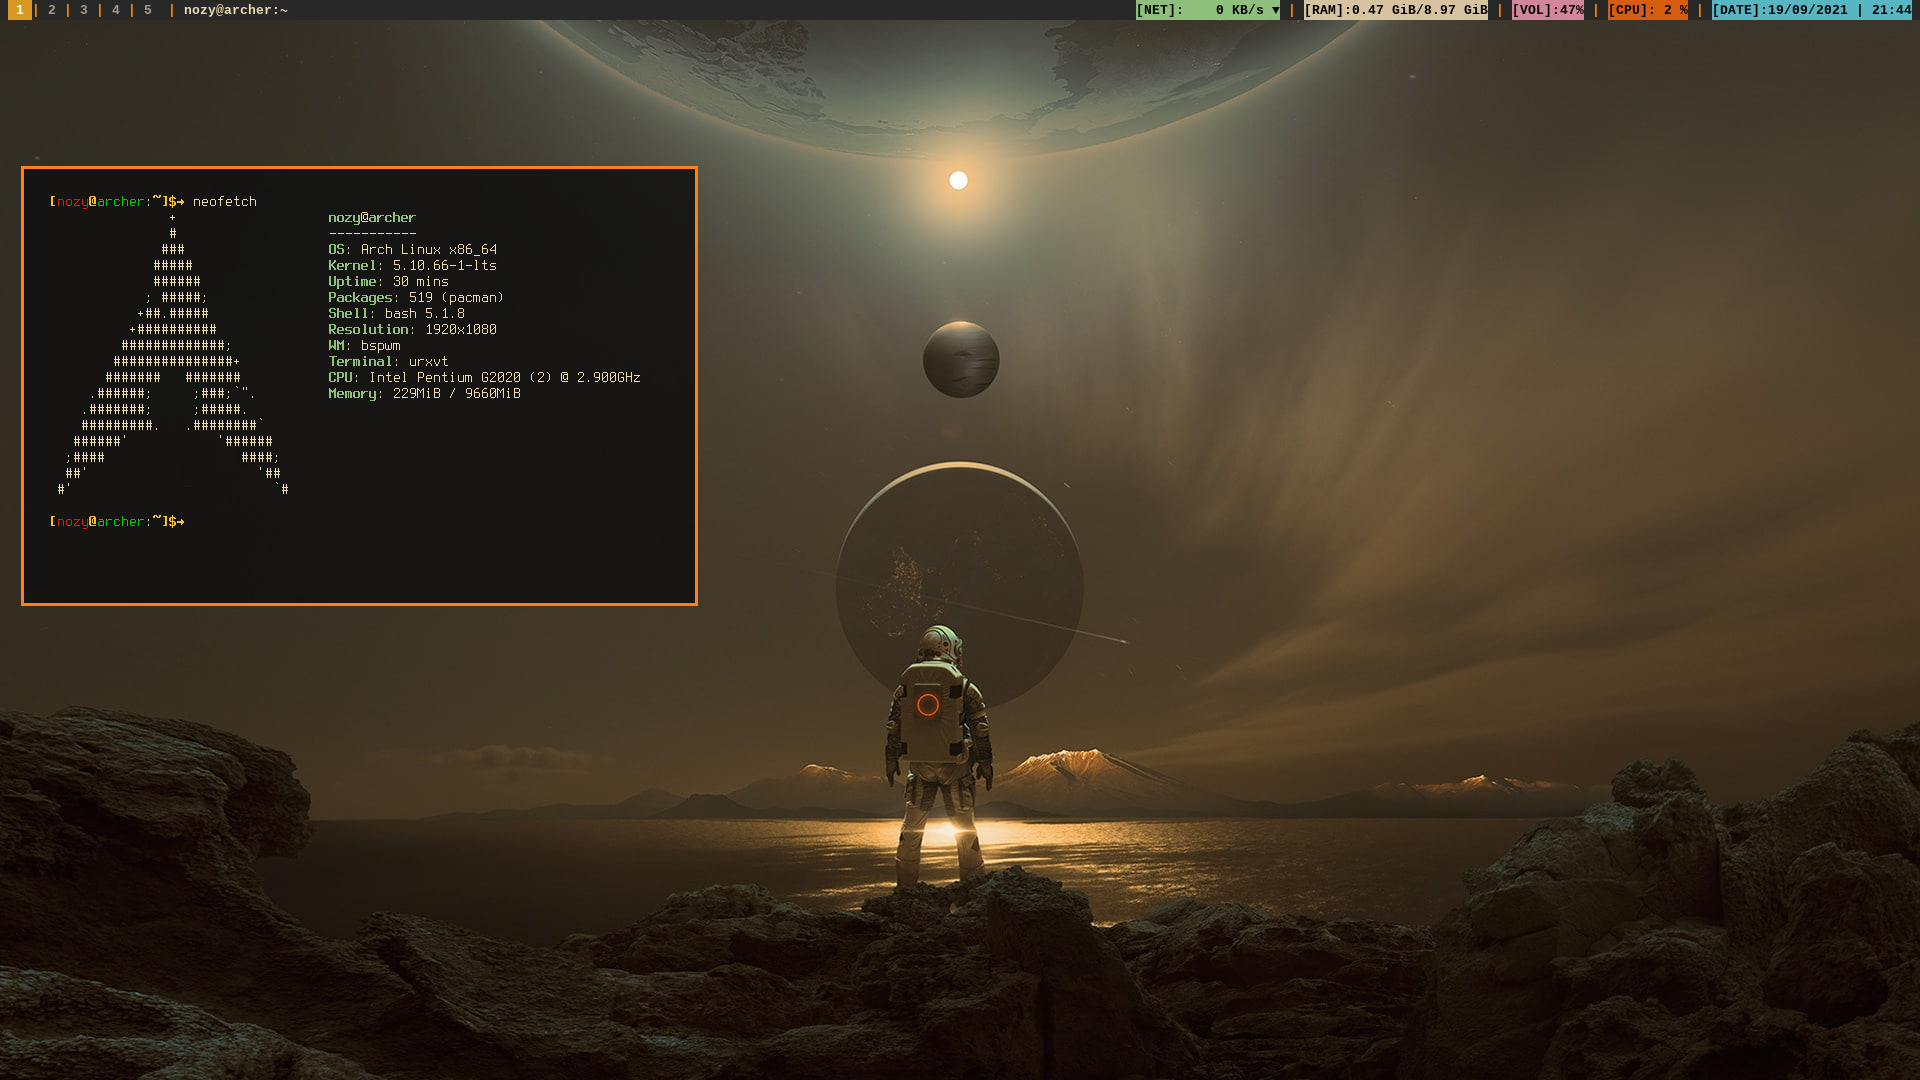 1 | 2 | 3 | 4 | 5 | nozy@archer:~ [NET]: 0 KB/s ▼ | [RAM]:0.47 GiB/8.97 GiB | [VOL]:47% | [CPU]: 2 % | [DATE]:19/09/2021 | 21:44
[nozy@archer:~]$→ neofetch
+ nozy@archer
# -----------
### OS: Arch Linux x86_64
##### Kernel: 5.10.66-1-lts
###### Uptime: 30 mins
; #####; Packages: 519 (pacman)
+##.##### Shell: bash 5.1.8
+########## Resolution: 1920x1080
#############; WM: bspwm
###############+ Terminal: urxvt
####### ####### CPU: Intel Pentium G2020 (2) @ 2.900GHz
.######; ;###;`". Memory: 229MiB / 9660MiB
.#######; ;#####.
#########. .########`
######' '######
;#### ####;
##' '##
#' `#
[nozy@archer:~]$→